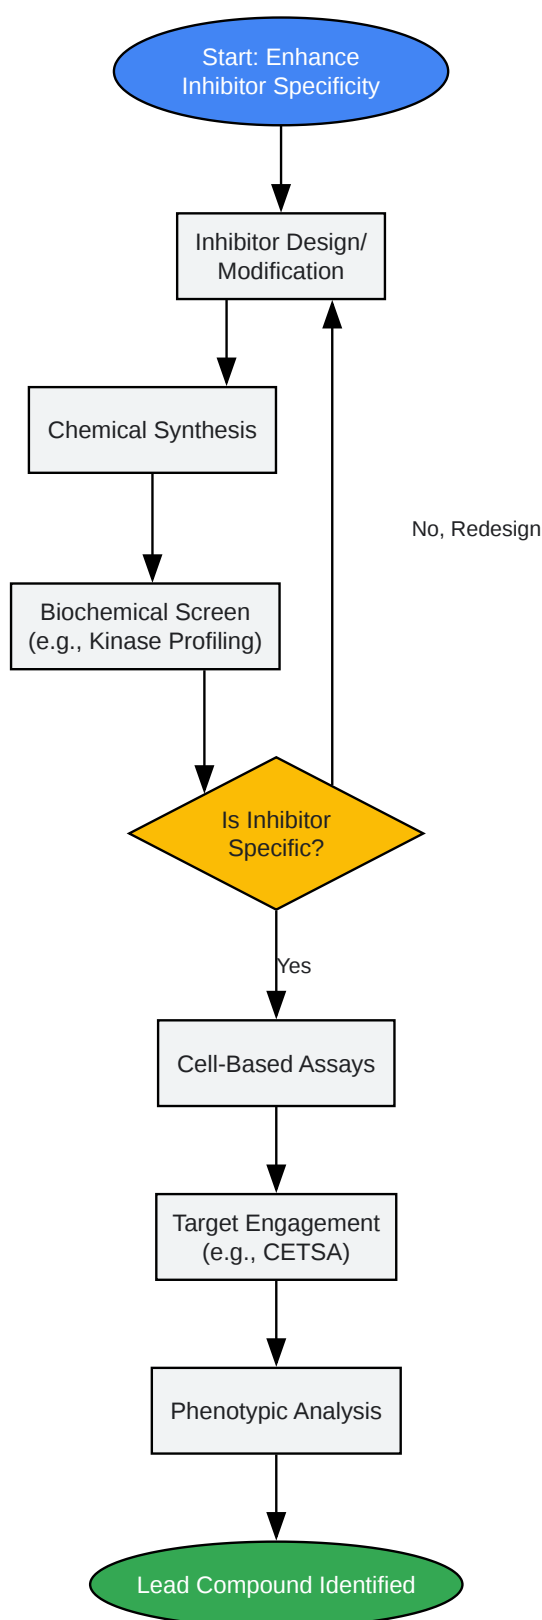 Start: Enhance
Inhibitor Specificity
Inhibitor Design/
Modification
Chemical Synthesis
No, Redesign
Biochemical Screen
(e.g., Kinase Profiling)
Is Inhibitor
Specific?
Yes
Cell-Based Assays
Target Engagement
(e.g., CETSA)
Phenotypic Analysis
Lead Compound Identified